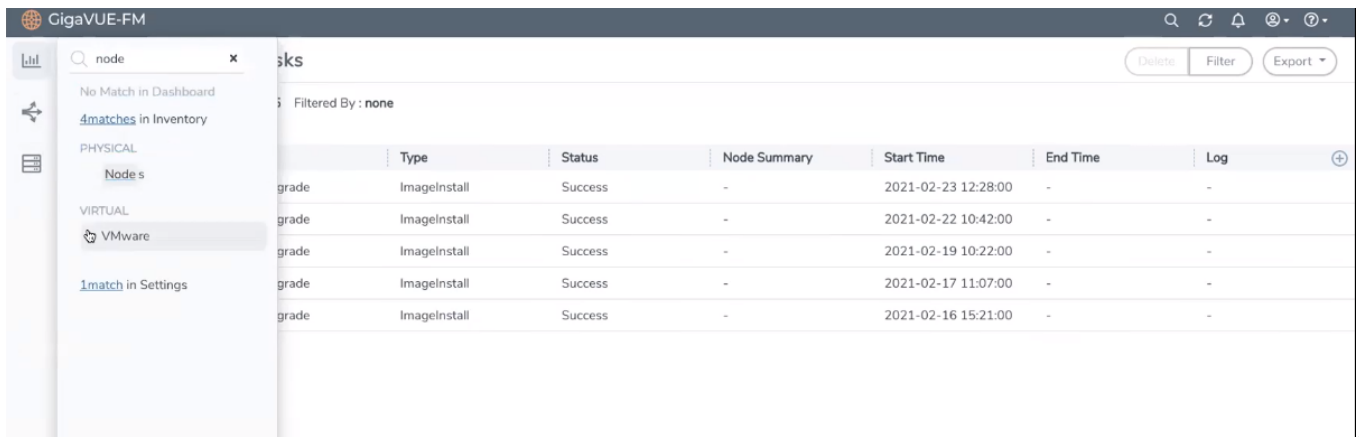 GigaVUE-FM
node x
sks
Delete Filter Export
No Match in Dashboard
Filtered By : none
4matches in Inventory
PHYSICAL
Type Status Node Summary Start Time End Time Log
Node s
grade ImageInstall Success - 2021-02-23 12:28:00 - -
VIRTUAL
grade ImageInstall Success - 2021-02-22 10:42:00 - -
VMware
grade ImageInstall Success - 2021-02-19 10:22:00 - -
1match in Settings
grade ImageInstall Success - 2021-02-17 11:07:00 - -
grade ImageInstall Success - 2021-02-16 15:21:00 - -